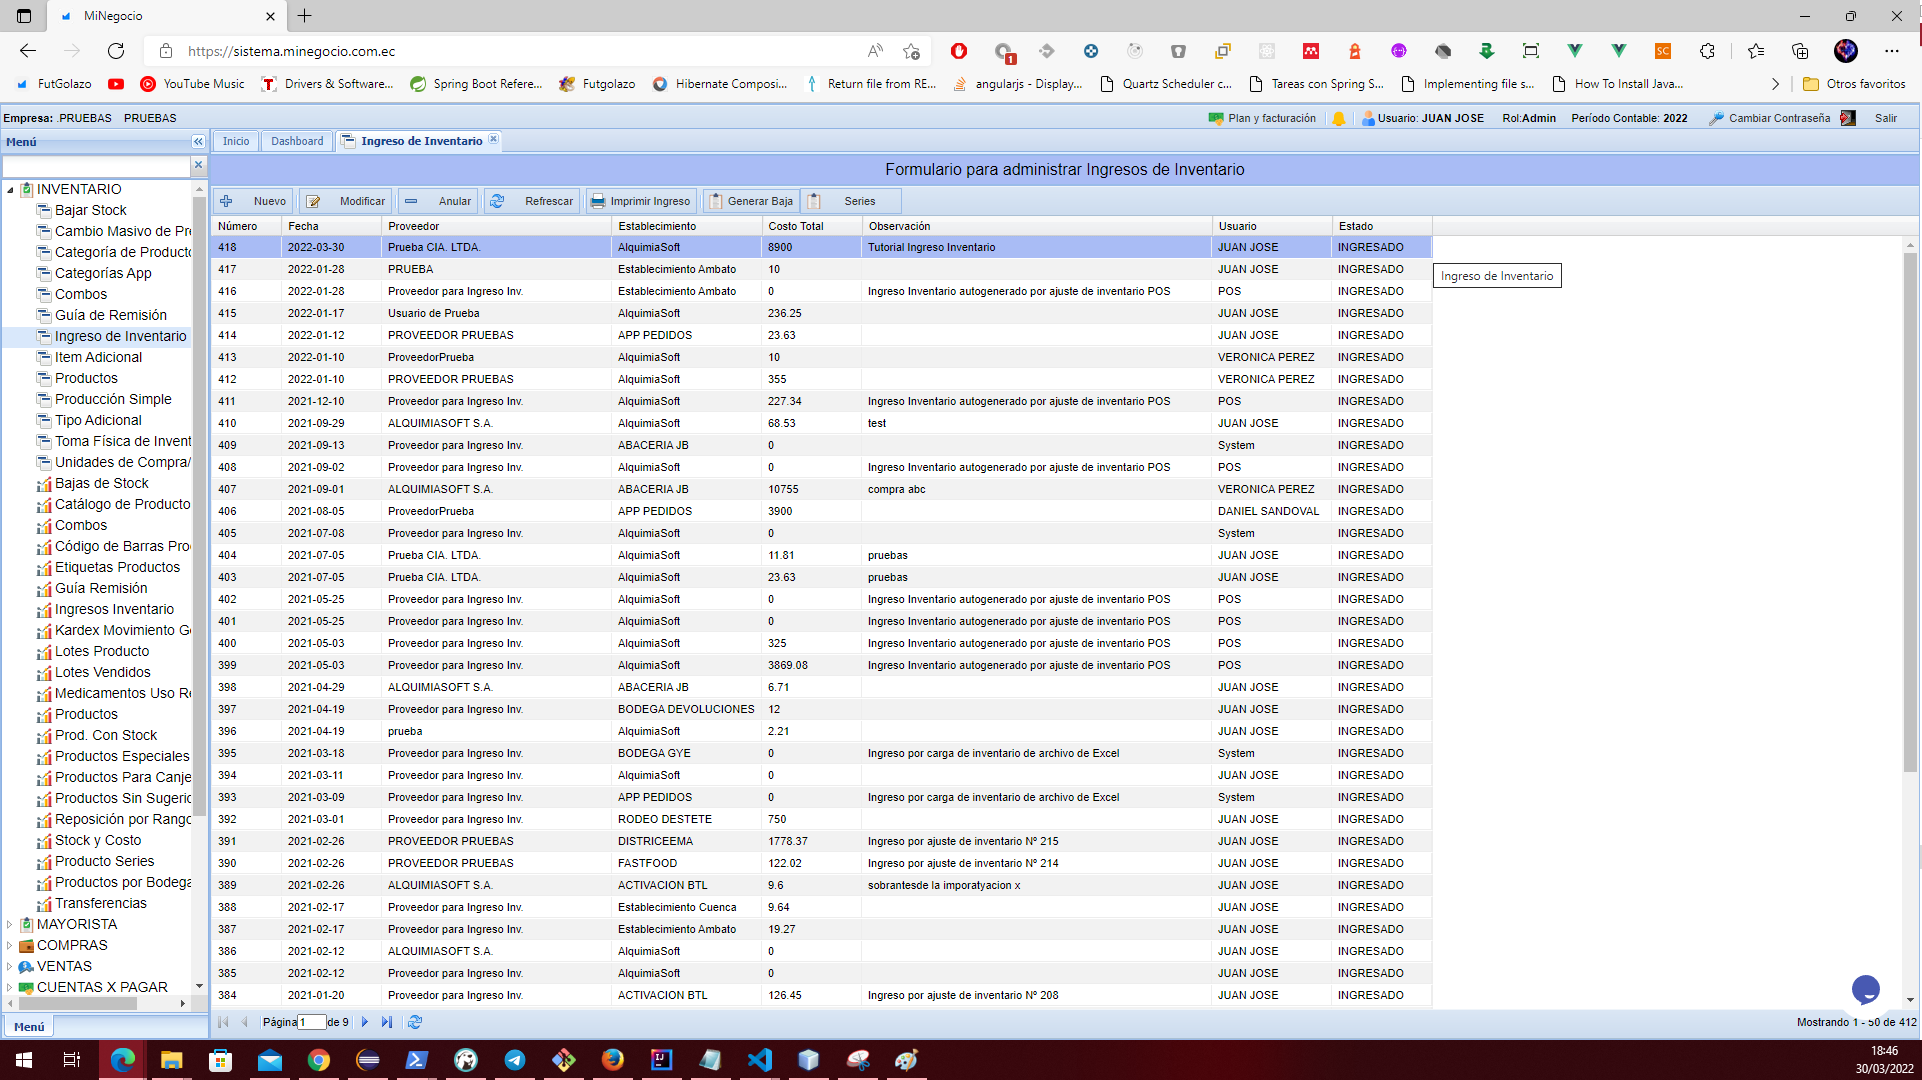 MiNegocio
https://sistema.minegocio.com.ec
FutGolazo
YouTube Music
Drivers & Software...
Spring Boot Refere...
Futgolazo
Hibernate Composi...
Return file from RE...
angularjs - Display...
Quartz Scheduler c...
Tareas con Spring S...
Implementing file s...
How To Install Java...
Otros favoritos
Empresa: .PRUEBAS PRUEBAS
Plan y facturación
Usuario: JUAN JOSE
Rol:Admin
Período Contable: 2022
Cambiar Contraseña
Salir
Menú
Inicio
Dashboard
Ingreso de Inventario
Formulario para administrar Ingresos de Inventario
INVENTARIO
Bajar Stock
Cambio Masivo de Pr
Categoría de Product
Categorías App
Combos
Guía de Remisión
Ingreso de Inventario
Item Adicional
Productos
Producción Simple
Tipo Adicional
Toma Física de Invent
Unidades de Compra/
Bajas de Stock
Catálogo de Producto
Combos
Código de Barras Pro
Etiquetas Productos
Guía Remisión
Ingresos Inventario
Kardex Movimiento G
Lotes Producto
Lotes Vendidos
Medicamentos Uso R
Productos
Prod. Con Stock
Productos Especiales
Productos Para Canje
Productos Sin Sugeri
Reposición por Rango
Stock y Costo
Producto Series
Productos por Bodega
Transferencias
MAYORISTA
COMPRAS
VENTAS
CUENTAS X PAGAR
Menú
Nuevo Modificar Anular Refrescar Imprimir Ingreso Generar Baja Series
Número Fecha Proveedor Establecimiento Costo Total Observación Usuario Estado
418 2022-03-30 Prueba CIA. LTDA. AlquimiaSoft 8900 Tutorial Ingreso Inventario JUAN JOSE INGRESADO
417 2022-01-28 PRUEBA Establecimiento Ambato 10 JUAN JOSE INGRESADO
Ingreso de Inventario
416 2022-01-28 Proveedor para Ingreso Inv. Establecimiento Ambato 0 Ingreso Inventario autogenerado por ajuste de inventario POS POS INGRESADO
415 2022-01-17 Usuario de Prueba AlquimiaSoft 236.25 JUAN JOSE INGRESADO
414 2022-01-12 PROVEEDOR PRUEBAS APP PEDIDOS 23.63 JUAN JOSE INGRESADO
413 2022-01-10 ProveedorPrueba AlquimiaSoft 10 VERONICA PEREZ INGRESADO
412 2022-01-10 PROVEEDOR PRUEBAS AlquimiaSoft 355 VERONICA PEREZ INGRESADO
411 2021-12-10 Proveedor para Ingreso Inv. AlquimiaSoft 227.34 Ingreso Inventario autogenerado por ajuste de inventario POS POS INGRESADO
410 2021-09-29 ALQUIMIASOFT S.A. AlquimiaSoft 68.53 test JUAN JOSE INGRESADO
409 2021-09-13 Proveedor para Ingreso Inv. ABACERIA JB 0 System INGRESADO
408 2021-09-02 Proveedor para Ingreso Inv. AlquimiaSoft 0 Ingreso Inventario autogenerado por ajuste de inventario POS POS INGRESADO
407 2021-09-01 ALQUIMIASOFT S.A. ABACERIA JB 10755 compra abc VERONICA PEREZ INGRESADO
406 2021-08-05 ProveedorPrueba APP PEDIDOS 3900 DANIEL SANDOVAL INGRESADO
405 2021-07-08 Proveedor para Ingreso Inv. AlquimiaSoft 0 System INGRESADO
404 2021-07-05 Prueba CIA. LTDA. AlquimiaSoft 11.81 pruebas JUAN JOSE INGRESADO
403 2021-07-05 Prueba CIA. LTDA. AlquimiaSoft 23.63 pruebas JUAN JOSE INGRESADO
402 2021-05-25 Proveedor para Ingreso Inv. AlquimiaSoft 0 Ingreso Inventario autogenerado por ajuste de inventario POS POS INGRESADO
401 2021-05-25 Proveedor para Ingreso Inv. AlquimiaSoft 0 Ingreso Inventario autogenerado por ajuste de inventario POS POS INGRESADO
400 2021-05-03 Proveedor para Ingreso Inv. AlquimiaSoft 325 Ingreso Inventario autogenerado por ajuste de inventario POS POS INGRESADO
399 2021-05-03 Proveedor para Ingreso Inv. AlquimiaSoft 3869.08 Ingreso Inventario autogenerado por ajuste de inventario POS POS INGRESADO
398 2021-04-29 ALQUIMIASOFT S.A. ABACERIA JB 6.71 JUAN JOSE INGRESADO
397 2021-04-19 Proveedor para Ingreso Inv. BODEGA DEVOLUCIONES 12 JUAN JOSE INGRESADO
396 2021-04-19 prueba AlquimiaSoft 2.21 JUAN JOSE INGRESADO
395 2021-03-18 Proveedor para Ingreso Inv. BODEGA GYE 0 Ingreso por carga de inventario de archivo de Excel System INGRESADO
394 2021-03-11 Proveedor para Ingreso Inv. AlquimiaSoft 0 JUAN JOSE INGRESADO
393 2021-03-09 Proveedor para Ingreso Inv. APP PEDIDOS 0 Ingreso por carga de inventario de archivo de Excel System INGRESADO
392 2021-03-01 Proveedor para Ingreso Inv. RODEO DESTETE 750 JUAN JOSE INGRESADO
391 2021-02-26 PROVEEDOR PRUEBAS DISTRICEEMA 1778.37 Ingreso por ajuste de inventario Nº 215 JUAN JOSE INGRESADO
390 2021-02-26 PROVEEDOR PRUEBAS FASTFOOD 122.02 Ingreso por ajuste de inventario Nº 214 JUAN JOSE INGRESADO
389 2021-02-26 ALQUIMIASOFT S.A. ACTIVACION BTL 9.6 sobrantesde la imporatyacion x JUAN JOSE INGRESADO
388 2021-02-17 Proveedor para Ingreso Inv. Establecimiento Cuenca 9.64 JUAN JOSE INGRESADO
387 2021-02-17 Proveedor para Ingreso Inv. Establecimiento Ambato 19.27 JUAN JOSE INGRESADO
386 2021-02-12 ALQUIMIASOFT S.A. AlquimiaSoft 0 JUAN JOSE INGRESADO
385 2021-02-12 Proveedor para Ingreso Inv. AlquimiaSoft 0 JUAN JOSE INGRESADO
384 2021-01-20 Proveedor para Ingreso Inv. ACTIVACION BTL 126.45 Ingreso por ajuste de inventario Nº 208 JUAN JOSE INGRESADO
Página 1 de 9
Mostrando 1 - 50 de 412
18:46
30/03/2022